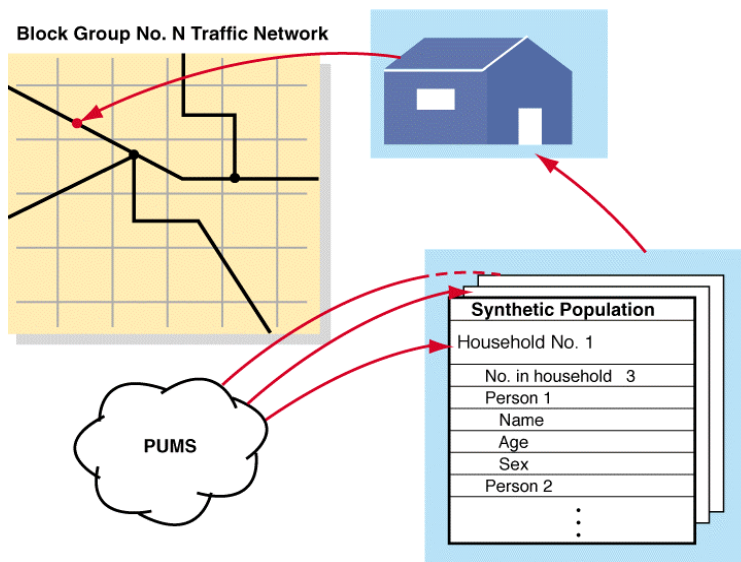 Block Group No. N Traffic Network
Synthetic Population
Household No. 1
No. in household 3
Person 1
Name
Age
Sex
Person 2
PUMS